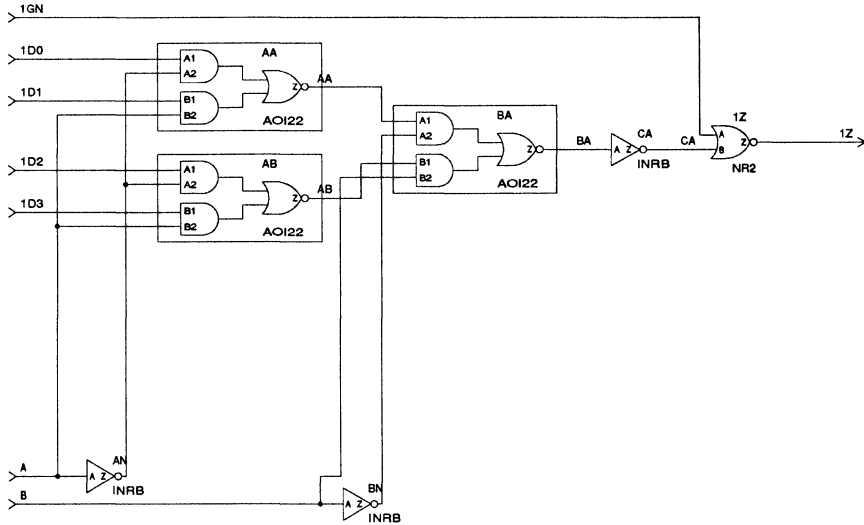 1GN
1D0
1D1
1D2
1D3
A
B
AA
A1
A2
B1
B2
Z
AOI22
AA
AB
A1
A2
B1
B2
Z
AOI22
AB
BA
A1
A2
B1
B2
Z
AOI22
BA
A Z
CA
INRB
CA
1Z
A
B
Z
NR2
1Z
A Z
AN
INRB
A Z
BN
INRB